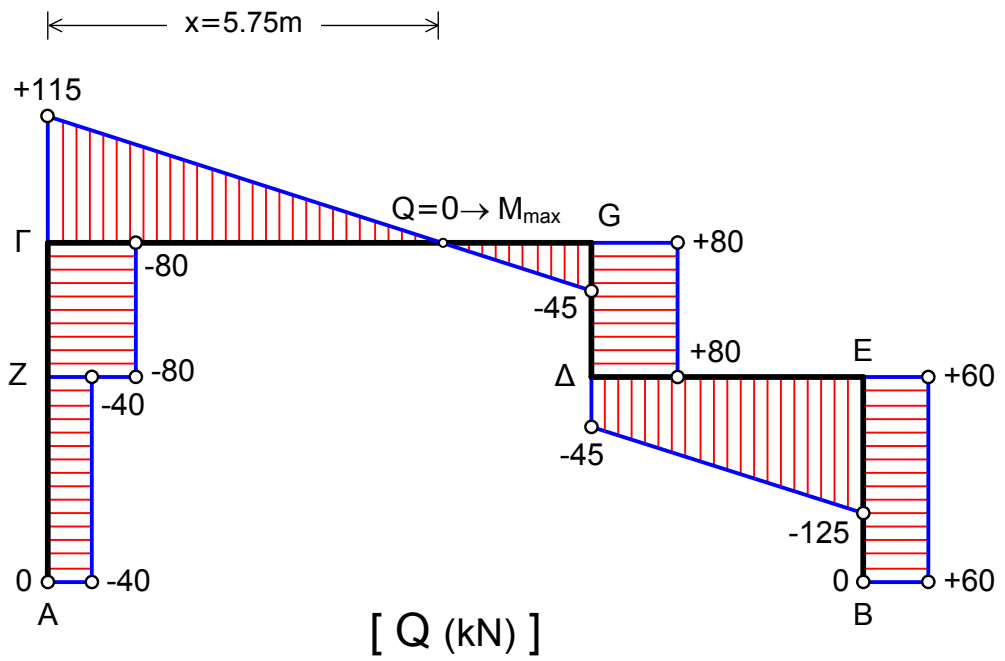 x=5.75m
+115
Q=0→ Mmax
G
Γ
+80
-80
-45
+80
E
Z
-80
Δ
+60
-40
-45
-125
0
-40
0
+60
A
B
[ Q (kN) ]